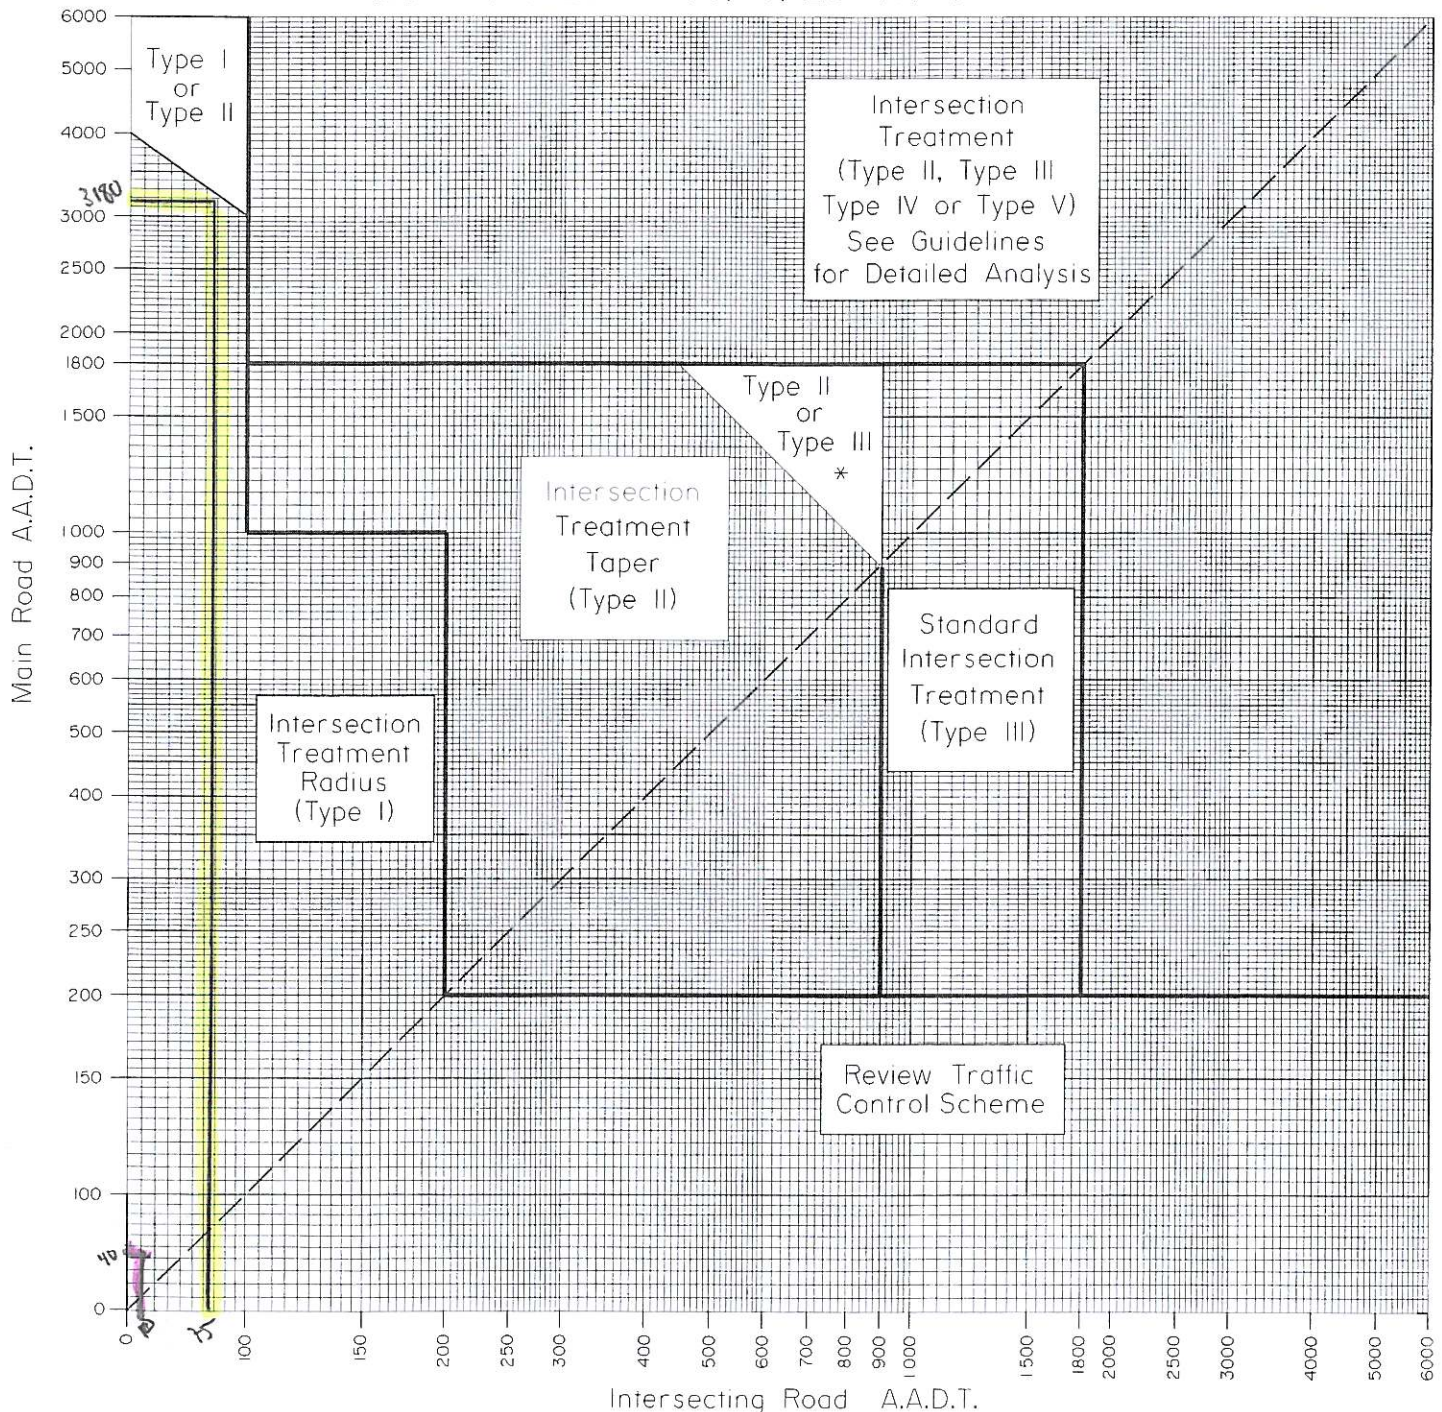 6000
5000
4000
3180
3000
2500
2000
1800
1500
1000
900
800
700
600
500
400
300
250
200
150
100
40
0
Main Road A.A.D.T.
Type I
or
Type II
Intersection
Treatment
(Type II, Type III
Type IV or Type V)
See Guidelines
for Detailed Analysis
Type II
or
Type III
*
Intersection
Treatment
Taper
(Type II)
Standard
Intersection
Treatment
(Type III)
Intersection
Treatment
Radius
(Type I)
Review Traffic
Control Scheme
0 100 150 200 250 300 400 500 600 700 800 900 1000 1500 1800 2000 2500 3000 4000 5000 6000
Intersecting Road A.A.D.T.